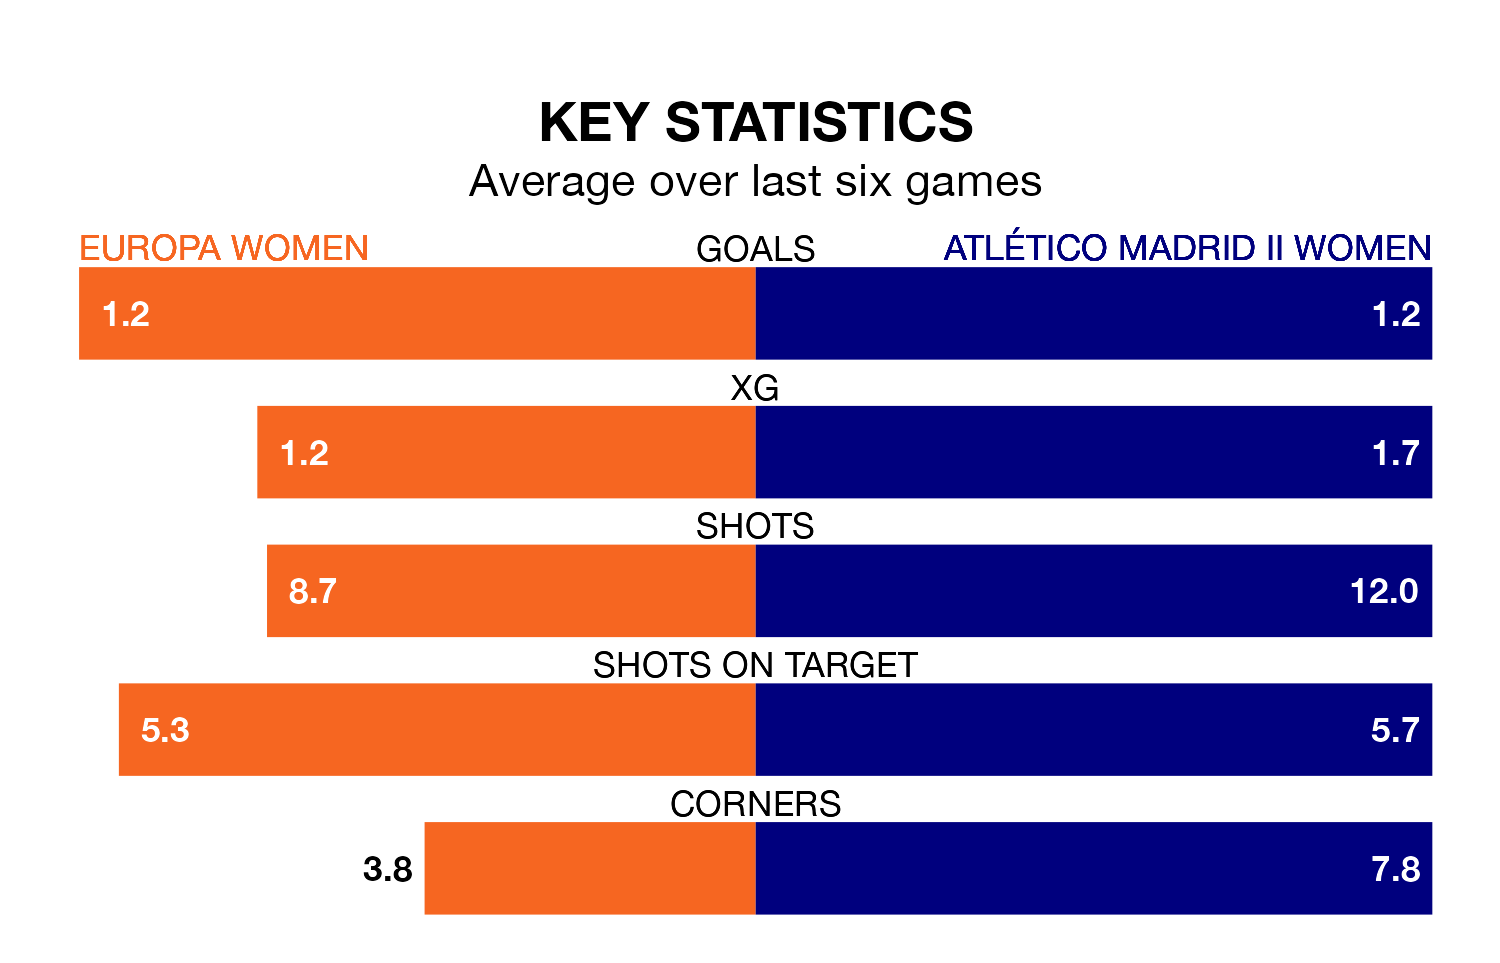 KEY STATISTICS
Average over last six games
EUROPA WOMEN GOALS ATLÉTICO MADRID II WOMEN
1.2 1.2
XG
1.2 1.7
SHOTS
8.7 12.0
SHOTS ON TARGET
5.3 5.7
CORNERS
3.8 7.8